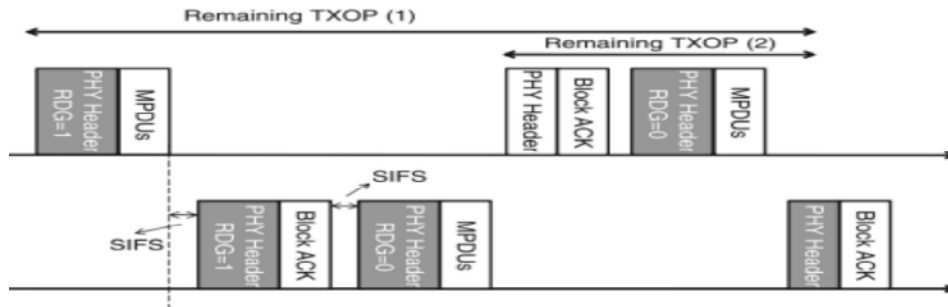 Remaining TXOP (1)
Remaining TXOP (2)
PHY Header
RDG=1
MPDUs
PHY Header
Block ACK
PHY Header
RDG=0
MPDUs
SIFS
SIFS
PHY Header
RDG=1
Block ACK
PHY Header
RDG=0
MPDUs
PHY Header
Block ACK